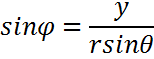 sinφ = y / rsinθ